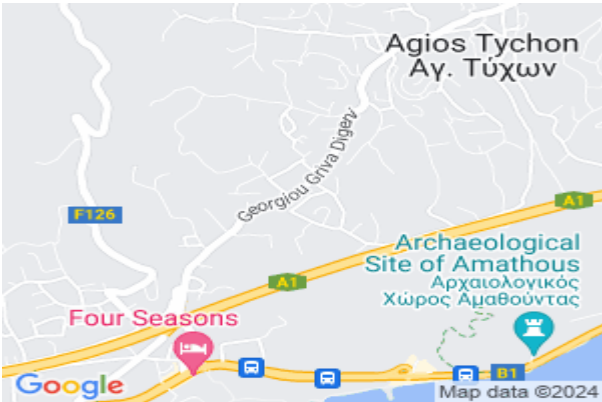 Agios Tychon
Αγ. Τύχων
Georgiou Griva Digeni
F126
A1
Archaeological
Site of Amathous
Αρχαιολογικός
Χώρος Αμαθούντας
A1
Four Seasons
B1
Google
Map data ©2024